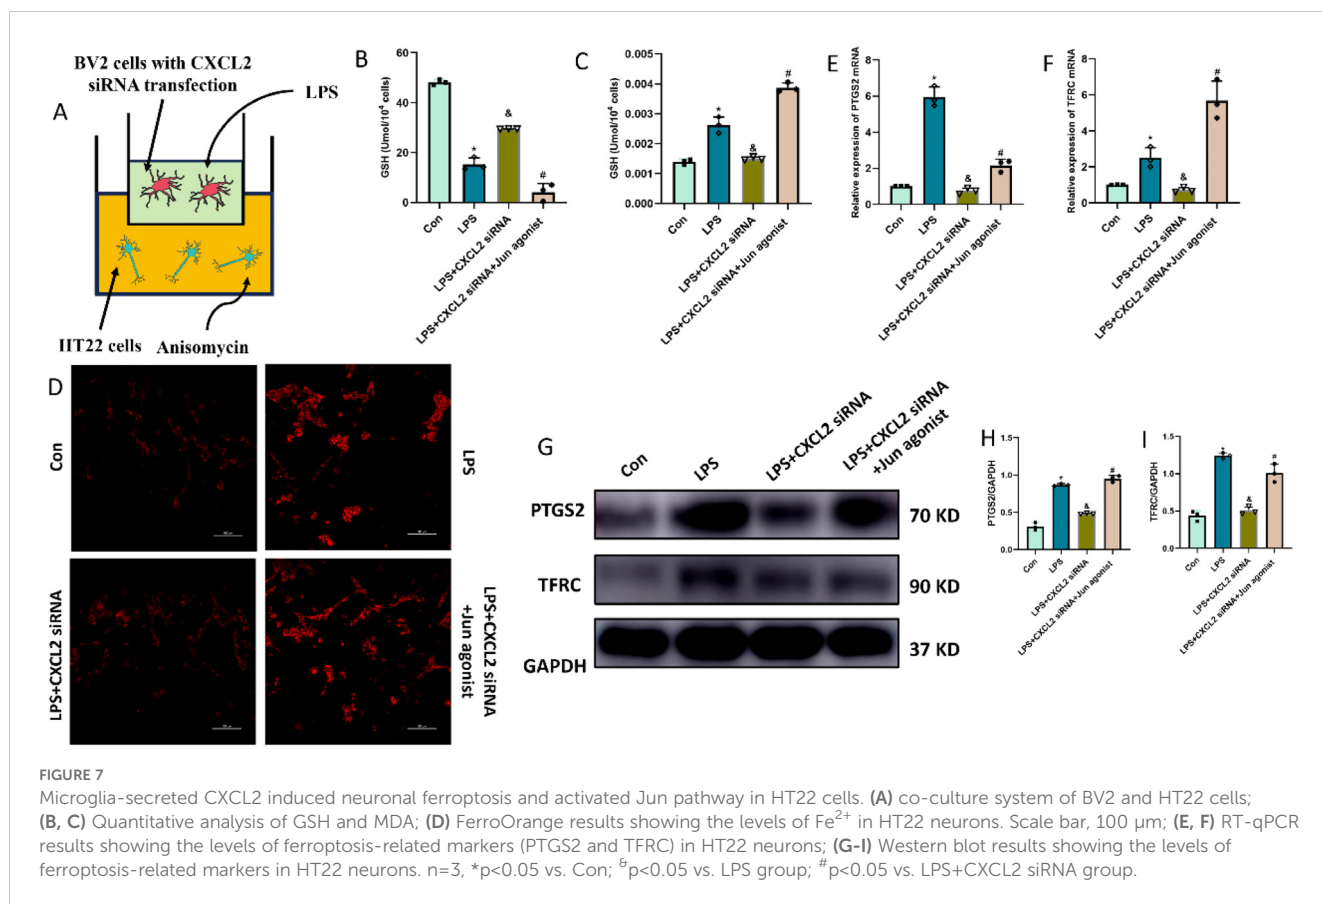 A
BV2 cells with CXCL2
siRNA transfection
LPS
HT22 cells
Anisomycin
B
GSH (Umol/10⁴ cells)
60
40
20
0
Con
LPS
LPS+CXCL2 siRNA
LPS+CXCL2 siRNA+Jun agonist
*
&
#
C
GSH (Umol/10⁴ cells)
0.005
0.004
0.003
0.002
0.001
0.000
Con
LPS
LPS+CXCL2 siRNA
LPS+CXCL2 siRNA+Jun agonist
*
&
#
E
Relative expression of PTGS2 mRNA
8
6
4
2
0
Con
LPS
LPS+CXCL2 siRNA
LPS+CXCL2 siRNA+Jun agonist
*
&
#
F
Relative expression of TFRC mRNA
8
6
4
2
0
Con
LPS
LPS+CXCL2 siRNA
LPS+CXCL2 siRNA+Jun agonist
*
&
#
D
Con
LPS
LPS+CXCL2 siRNA
LPS+CXCL2 siRNA
+Jun agonist
G
Con
LPS
LPS+CXCL2 siRNA
LPS+CXCL2 siRNA
+Jun agonist
PTGS2
70 KD
TFRC
90 KD
GAPDH
37 KD
H
PTGS2/GAPDH
1.5
1.0
0.5
0.0
Con
LPS
LPS+CXCL2 siRNA
LPS+CXCL2 siRNA+Jun agonist
*
&
#
I
TFRC/GAPDH
1.5
1.0
0.5
0.0
Con
LPS
LPS+CXCL2 siRNA
LPS+CXCL2 siRNA+Jun agonist
*
&
#
FIGURE 7
Microglia-secreted CXCL2 induced neuronal ferroptosis and activated Jun pathway in HT22 cells. (A) co-culture system of BV2 and HT22 cells;
(B, C) Quantitative analysis of GSH and MDA; (D) FerroOrange results showing the levels of Fe²⁺ in HT22 neurons. Scale bar, 100 μm; (E, F) RT-qPCR
results showing the levels of ferroptosis-related markers (PTGS2 and TFRC) in HT22 neurons; (G-I) Western blot results showing the levels of
ferroptosis-related markers in HT22 neurons. n=3, *p<0.05 vs. Con; &p<0.05 vs. LPS group; #p<0.05 vs. LPS+CXCL2 siRNA group.